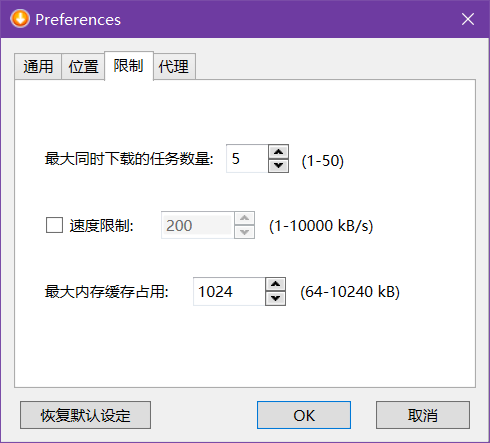 Preferences
通用 位置 限制 代理
最大同时下载的任务数量: 5 (1-50)
速度限制: 200 (1-10000 kB/s)
最大内存缓存占用: 1024 (64-10240 kB)
恢复默认设定 OK 取消